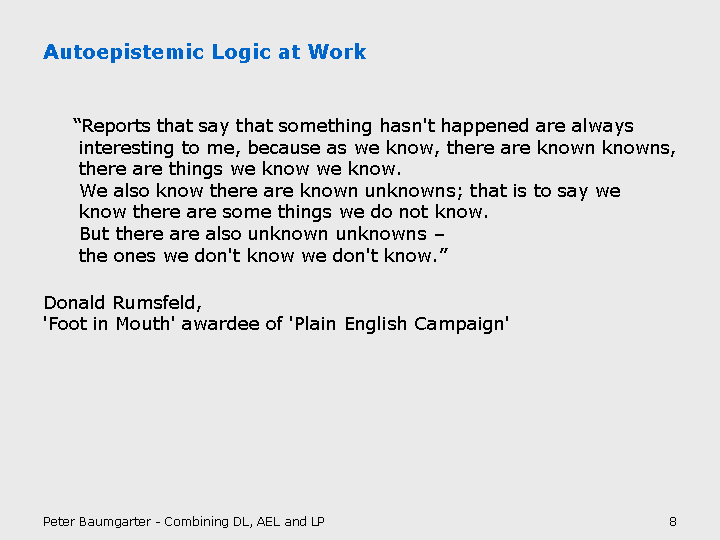 Autoepistemic Logic at Work
“Reports that say that something hasn't happened are always
interesting to me, because as we know, there are known knowns,
there are things we know we know.
We also know there are known unknowns; that is to say we
know there are some things we do not know.
But there are also unknown unknowns –
the ones we don't know we don't know.”
Donald Rumsfeld,
'Foot in Mouth' awardee of 'Plain English Campaign'
Peter Baumgarter - Combining DL, AEL and LP
8